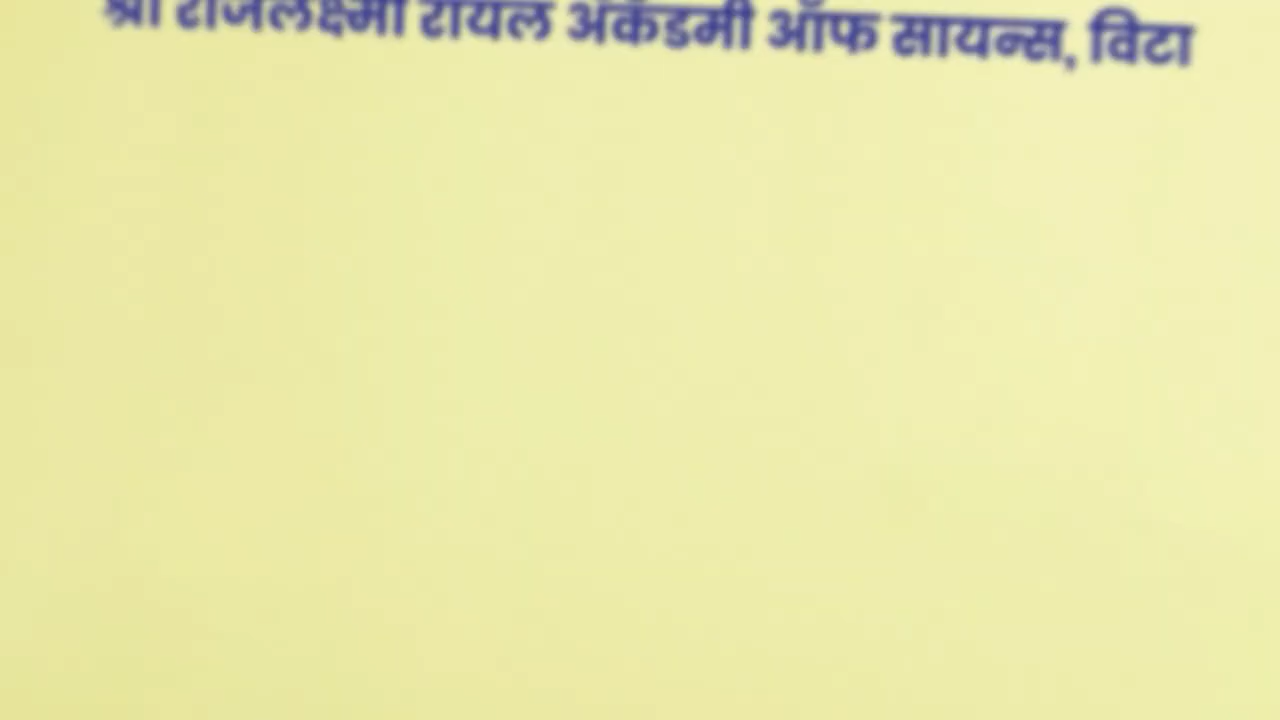 श्री राजलक्ष्मी रॉयल अकॅडमी ऑफ सायन्स, विटा